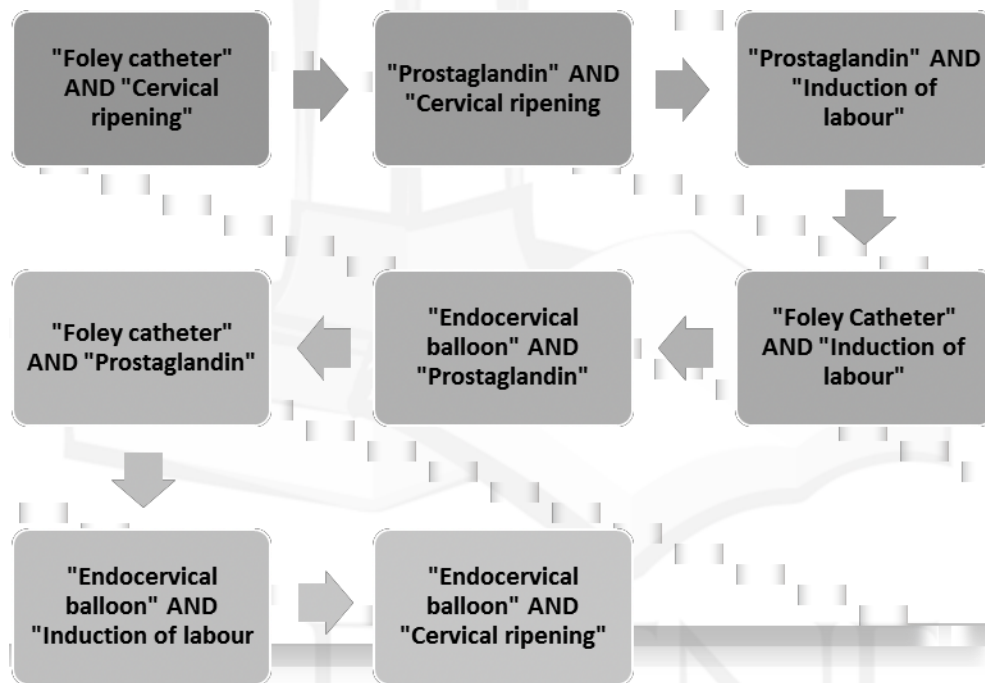 "Foley catheter"
AND "Cervical
ripening"
"Prostaglandin" AND
"Cervical ripening
"Prostaglandin" AND
"Induction of
labour"
"Foley Catheter"
AND "Induction of
labour"
"Endocervical
balloon" AND
"Prostaglandin"
"Foley catheter"
AND "Prostaglandin"
"Endocervical
balloon" AND
"Induction of labour
"Endocervical
balloon" AND
"Cervical ripening"